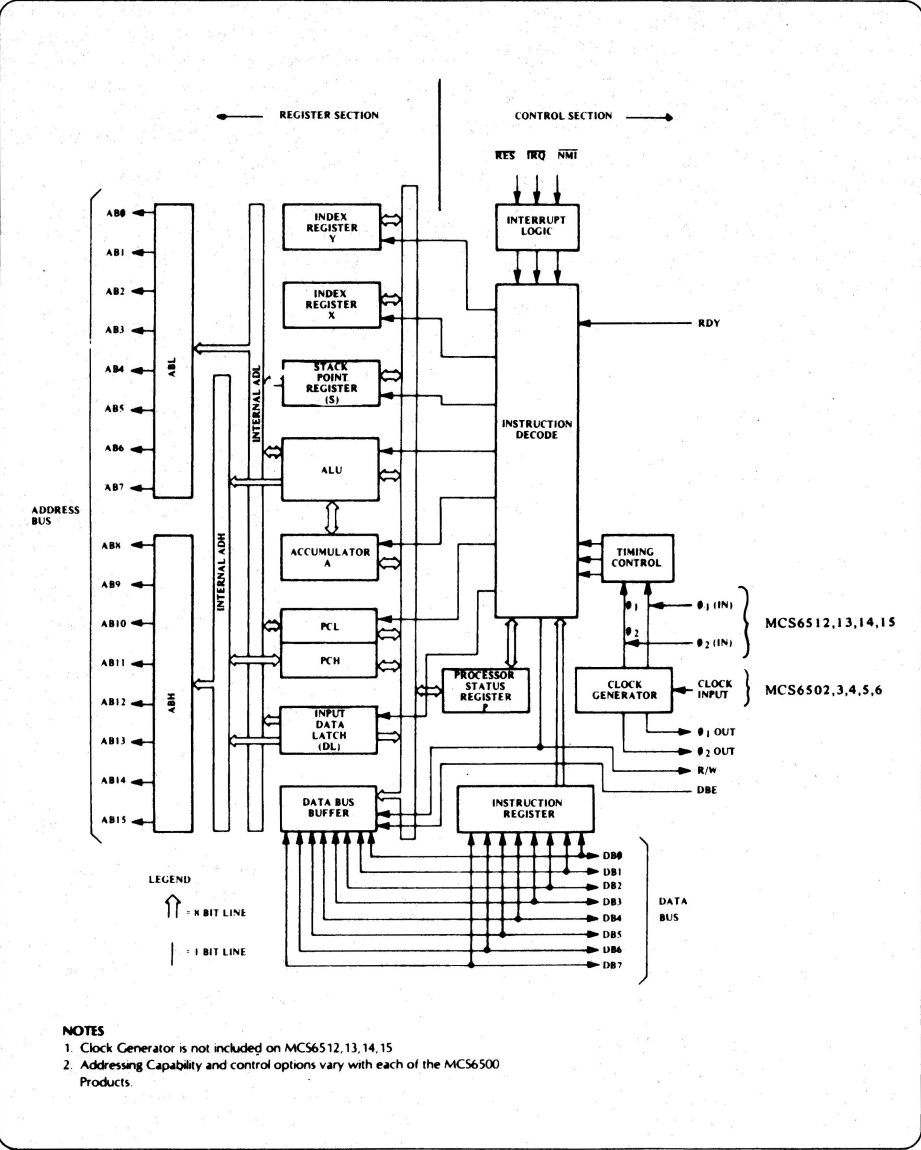 REGISTER SECTION
CONTROL SECTION
RES IRQ NMI
INTERRUPT
LOGIC
AB0
AB1
AB2
AB3
AB4
AB5
AB6
AB7
ADDRESS
BUS
AB8
AB9
AB10
AB11
AB12
AB13
AB14
AB15
ABL
ABH
INTERNAL ADH
INTERNAL ADL
INDEX
REGISTER
Y
INDEX
REGISTER
X
STACK
POINT
REGISTER
(S)
ALU
ACCUMULATOR
A
PCL
PCH
INPUT
DATA
LATCH
(DL)
DATA BUS
BUFFER
INSTRUCTION
DECODE
RDY
TIMING
CONTROL
ø1
ø2
ø1 (IN)
ø2 (IN)
MCS6512,13,14,15
CLOCK
GENERATOR
CLOCK
INPUT
MCS6502,3,4,5,6
ø1 OUT
ø2 OUT
R/W
DBE
PROCESSOR
STATUS
REGISTER
P
INSTRUCTION
REGISTER
DB0
DB1
DB2
DB3
DB4
DB5
DB6
DB7
DATA
BUS
LEGEND
= 8 BIT LINE
= 1 BIT LINE
NOTES
1. Clock Generator is not included on MCS6512,13,14,15
2. Addressing Capability and control options vary with each of the MCS6500
Products.